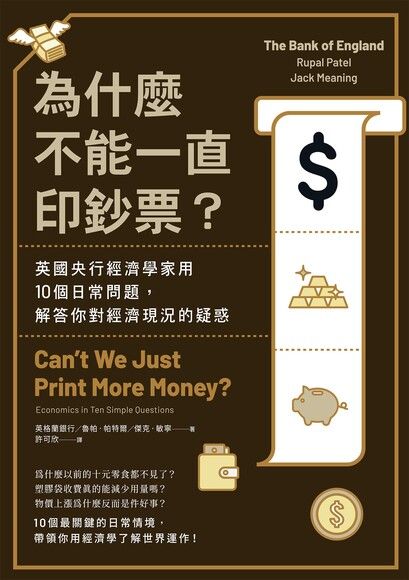 The Bank of England
Rupal Patel
Jack Meaning
為什麼
不能一直
印鈔票？
$
英國央行經濟學家用
10個日常問題，
解答你對經濟現況的疑惑
Can't We Just
Print More Money?
Economics in Ten Simple Questions
英格蘭銀行╱魯帕．帕特爾╱傑克．敏寧——著
許可欣——譯
為什麼以前的十元零食都不見了？
塑膠袋收費真的能減少用量嗎？
物價上漲為什麼反而是件好事？
10個最關鍵的日常情境，
帶領你用經濟學了解世界運作！
$